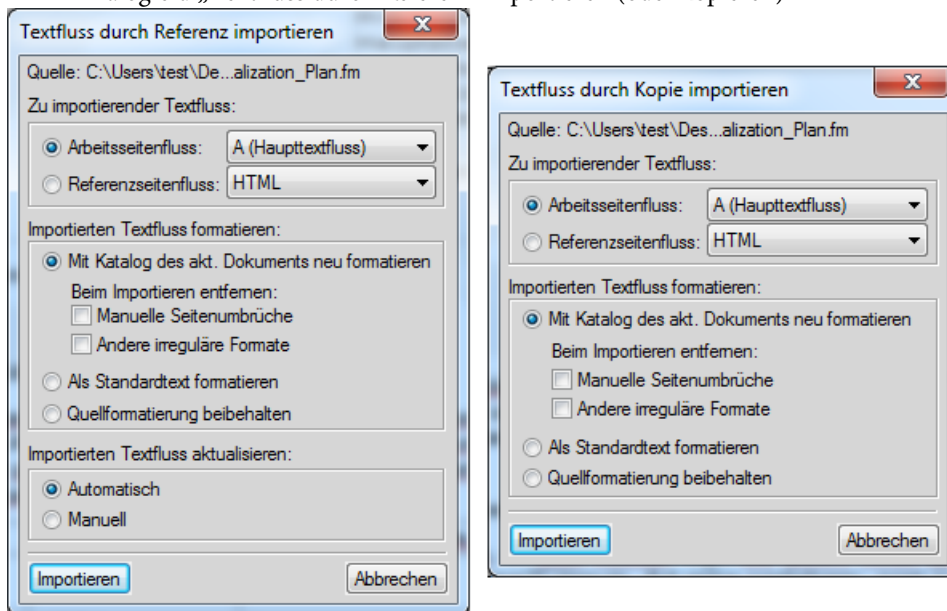 Textfluss durch Referenz importieren
Quelle: C:\Users\test\De...alization_Plan.fm
Zu importierender Textfluss:
Arbeitsseitenfluss: A (Haupttextfluss)
Referenzseitenfluss: HTML
Importierten Textfluss formatieren:
Mit Katalog des akt. Dokuments neu formatieren
Beim Importieren entfernen:
Manuelle Seitenumbrüche
Andere irreguläre Formate
Als Standardtext formatieren
Quellformatierung beibehalten
Importierten Textfluss aktualisieren:
Automatisch
Manuell
Importieren Abbrechen
Textfluss durch Kopie importieren
Quelle: C:\Users\test\Des...alization_Plan.fm
Zu importierender Textfluss:
Arbeitsseitenfluss: A (Haupttextfluss)
Referenzseitenfluss: HTML
Importierten Textfluss formatieren:
Mit Katalog des akt. Dokuments neu formatieren
Beim Importieren entfernen:
Manuelle Seitenumbrüche
Andere irreguläre Formate
Als Standardtext formatieren
Quellformatierung beibehalten
Importieren Abbrechen